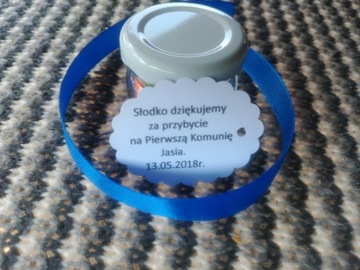 Słodko dziękujemy
za przybycie
na Pierwszą Komunię
Jasia.
13.05.2018r.